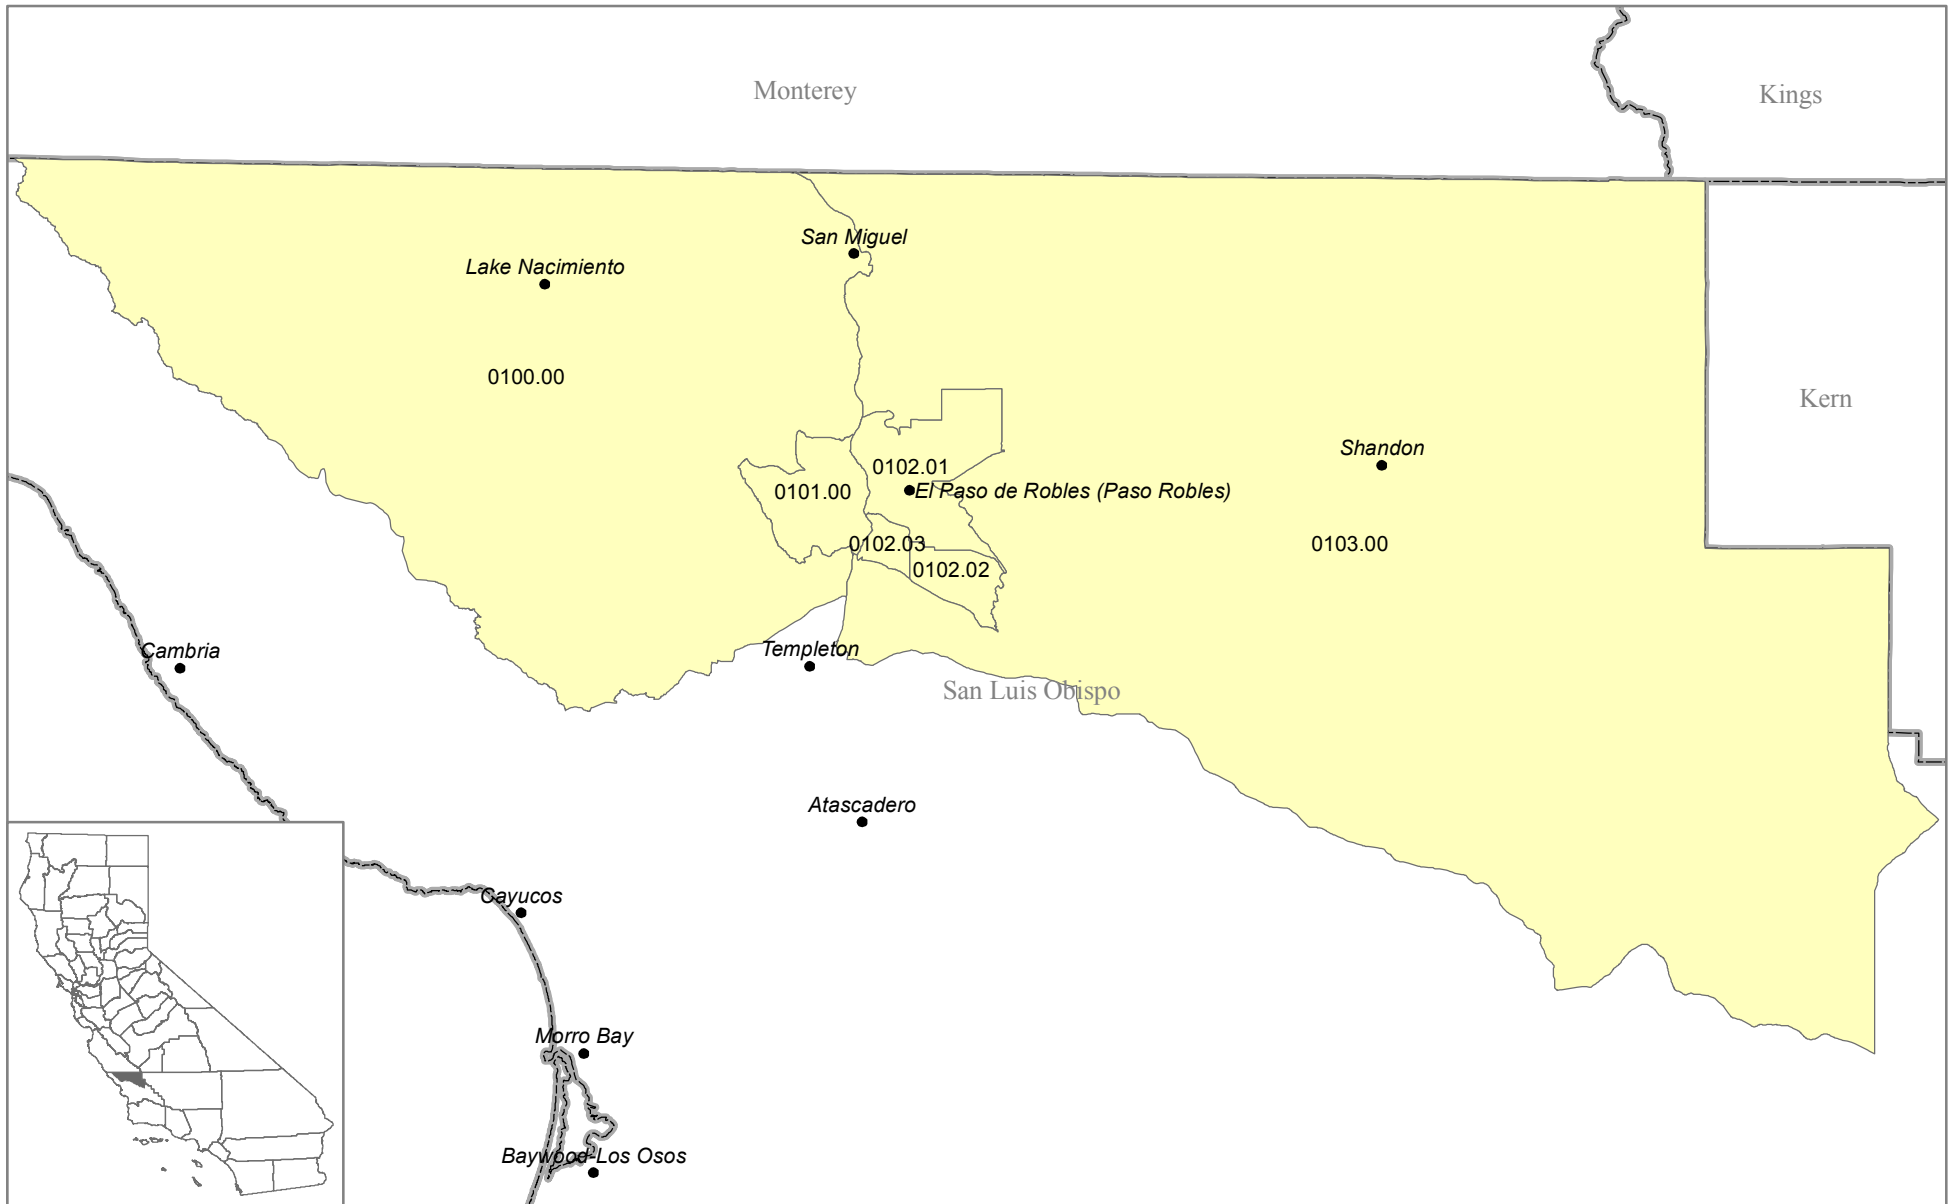 Monterey
Kings
San Miguel
Lake Nacimiento
0100.00
Kern
Shandon
0102.01
0101.00
El Paso de Robles (Paso Robles)
0102.03
0103.00
0102.02
Cambria
Templeton
San Luis Obispo
Atascadero
Cayucos
Morro Bay
Baywood-Los Osos